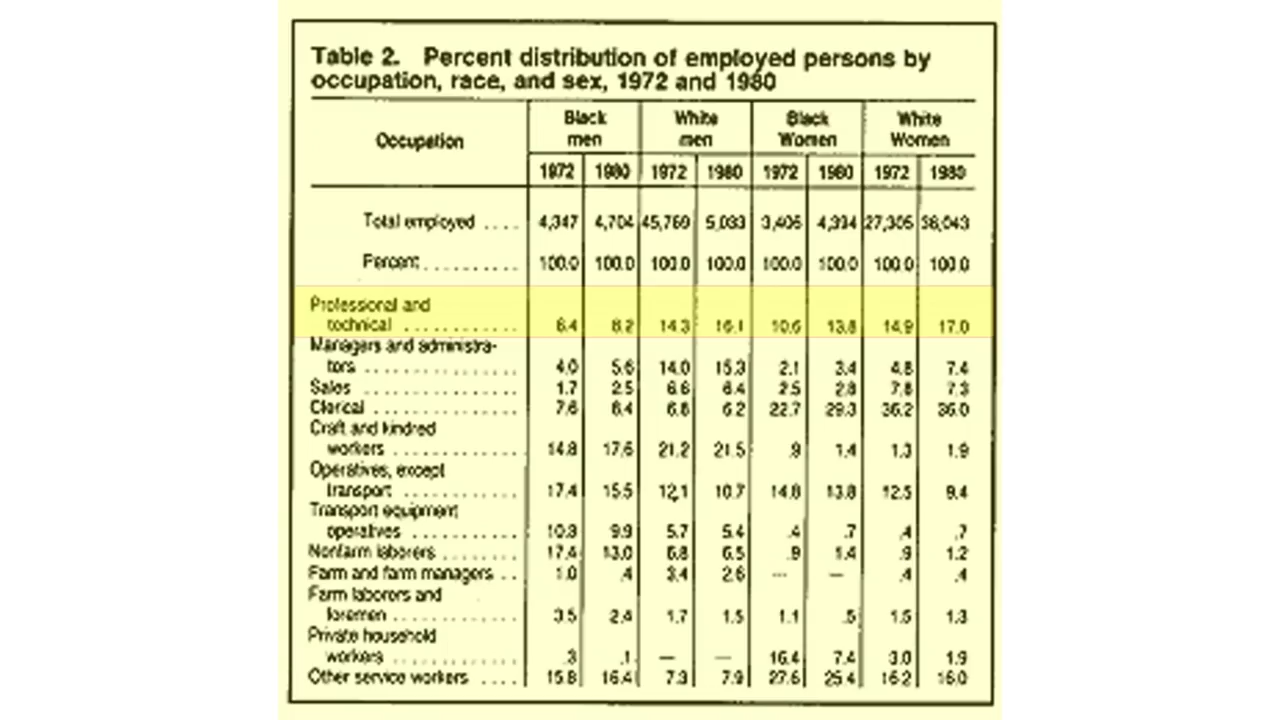 Table 2. Percent distribution of employed persons by
occupation, race, and sex, 1972 and 1980
Occupation Black men White men Black Women White Women
1972 1980 1972 1980 1972 1980 1972 1980
Total employed .... 4,347 4,704 45,769 5,033 3,406 4,394 27,305 36,043
Percent .......... 100.0 100.0 100.0 100.0 100.0 100.0 100.0 100.0
Professional and
technical ............ 6.4 8.2 14.3 16.1 10.6 13.8 14.9 17.0
Managers and administra-
tors ................ 4.0 5.6 14.0 15.3 2.1 3.4 4.8 7.4
Sales ................ 1.7 2.5 6.6 6.4 2.5 2.8 7.8 7.3
Clerical ............... 7.6 8.4 6.8 6.2 22.7 29.3 36.2 36.0
Craft and kindred
workers ............. 14.8 17.6 21.2 21.5 .9 1.4 1.3 1.9
Operatives, except
transport ............ 17.4 15.5 12.1 10.7 14.8 13.8 12.5 9.4
Transport equipment
operatives ........... 10.3 9.9 5.7 5.4 .4 .7 .4 .7
Nonfarm laborers ........ 17.4 13.0 6.8 6.5 .9 1.4 .9 1.2
Farm and farm managers .. 1.0 .4 3.4 2.6 — — .4 .4
Farm laborers and
foremen ............. 3.5 2.4 1.7 1.5 1.1 .5 1.5 1.3
Private household
workers ............. .3 .1 — — 16.4 7.4 3.0 1.9
Other service workers .... 15.8 16.4 7.3 7.9 27.6 25.4 16.2 16.0